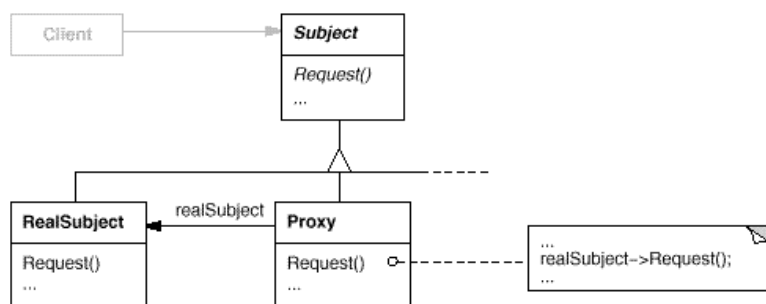 Client
Subject
Request()
...
RealSubject
Request()
...
realSubject
Proxy
Request()
...
...
realSubject->Request();
...